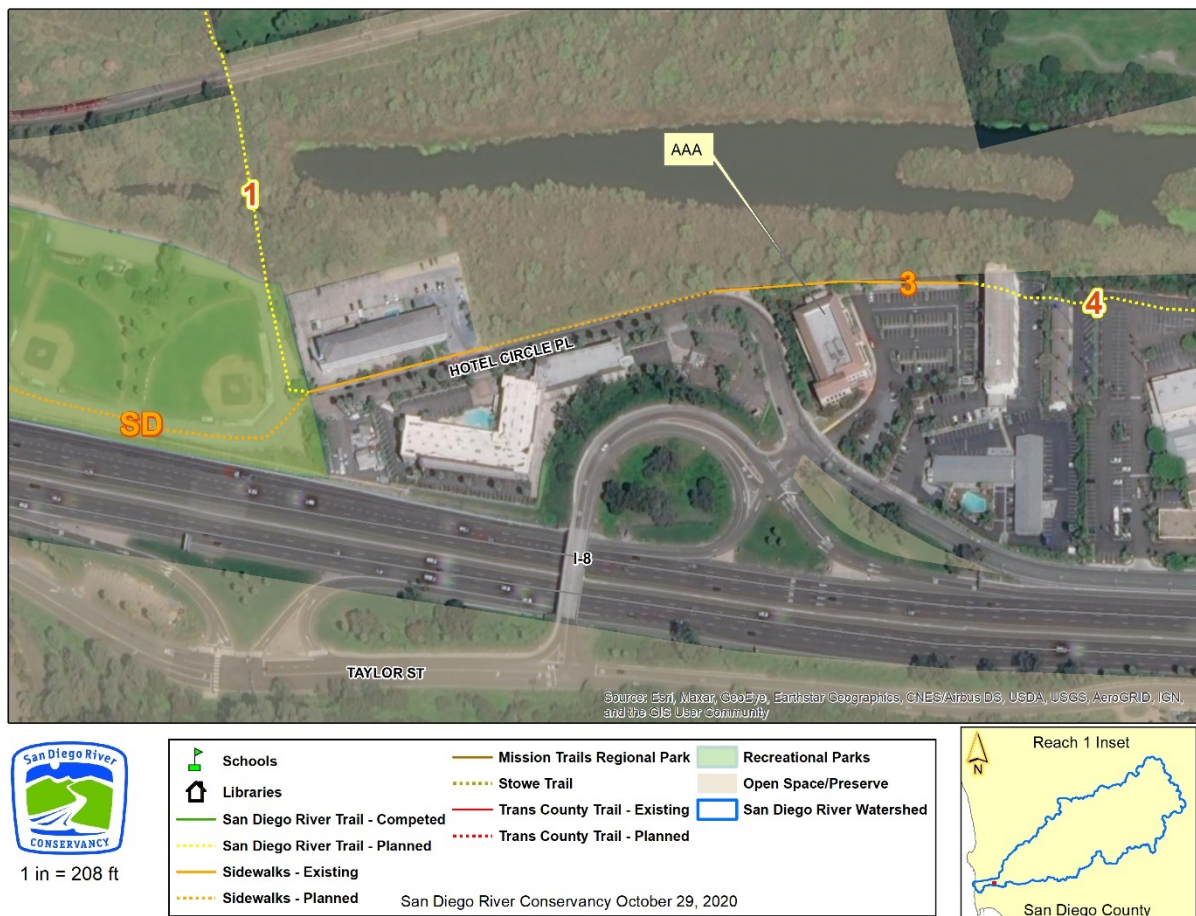 AAA
1
3
4
HOTEL CIRCLE PL
SD
I-8
TAYLOR ST
Source: Esri, Maxar, GeoEye, Earthstar Geographics, CNES/Airbus DS, USDA, USGS, AeroGRID, IGN,
and the GIS User Community
San Diego River
CONSERVANCY
1 in = 208 ft
Schools
Libraries
San Diego River Trail - Competed
San Diego River Trail - Planned
Sidewalks - Existing
Sidewalks - Planned
Mission Trails Regional Park
Stowe Trail
Trans County Trail - Existing
Trans County Trail - Planned
Recreational Parks
Open Space/Preserve
San Diego River Watershed
San Diego River Conservancy October 29, 2020
Reach 1 Inset
N
San Diego County